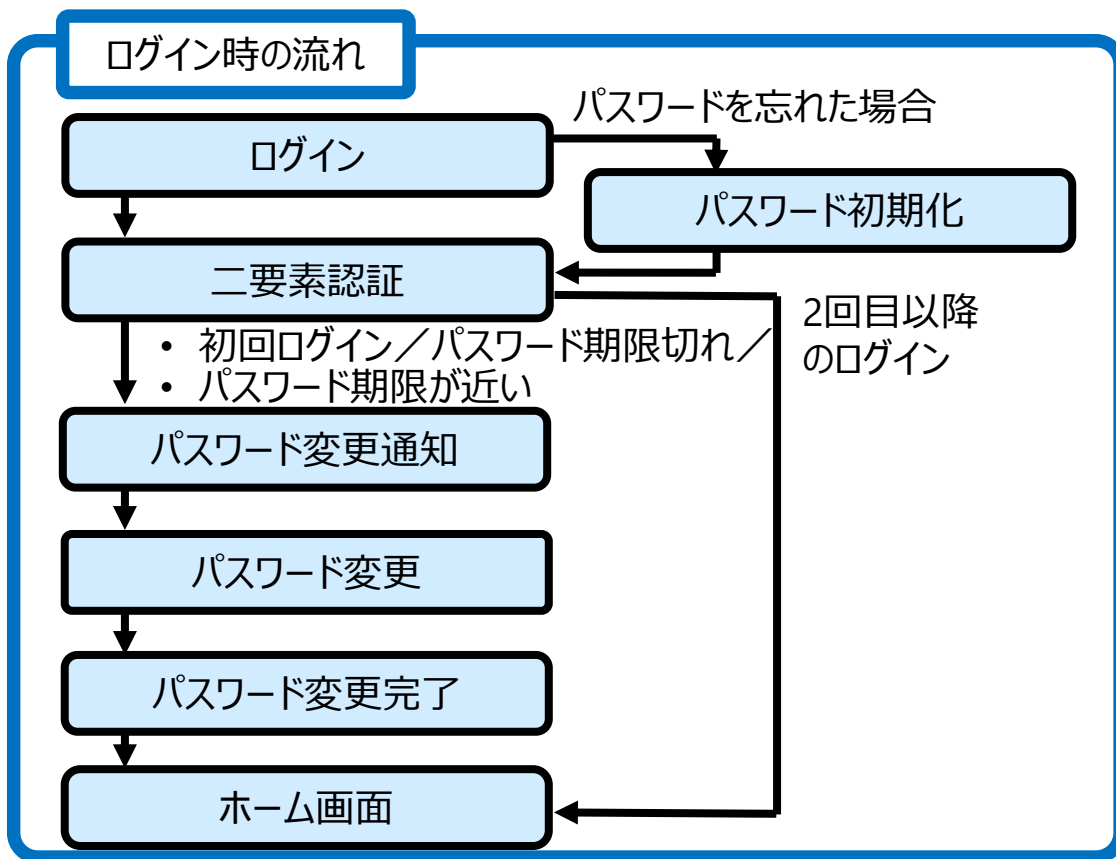 ログイン時の流れ
パスワードを忘れた場合
ログイン
パスワード初期化
二要素認証
2回目以降
のログイン
• 初回ログイン／パスワード期限切れ／
• パスワード期限が近い
パスワード変更通知
パスワード変更
パスワード変更完了
ホーム画面